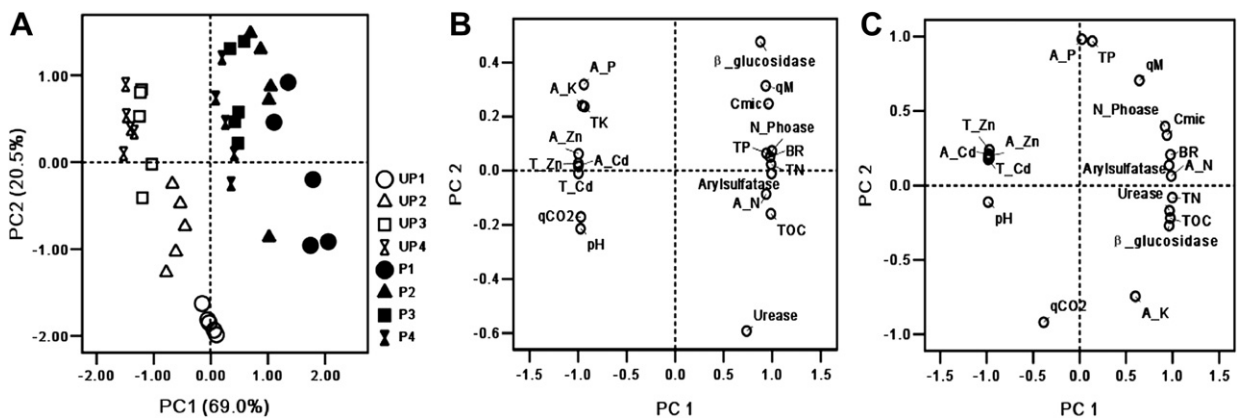 A
1.00
0.00
-1.00
-2.00
PC2 (20.5%)
-2.00 -1.00 0.00 1.00 2.00
PC1 (69.0%)
UP1
UP2
UP3
UP4
P1
P2
P3
P4
B
0.4
0.2
0.0
-0.2
-0.4
-0.6
PC 2
-1.5 -1.0 -0.5 0.0 0.5 1.0 1.5
PC 1
β_glucosidase
A_P
A_K
qM
Cmic
TK
N_Phoase
A_Zn
TP
BR
T_Zn
A_Cd
TN
T_Cd
Arylsulfatase
A_N
qCO2
TOC
pH
Urease
C
1.0
0.5
0.0
-0.5
-1.0
PC 2
-1.5 -1.0 -0.5 0.0 0.5 1.0 1.5
PC 1
A_P
TP
qM
N_Phoase
Cmic
T_Zn
A_Zn
A_Cd
BR
T_Cd
Arylsulfatase
A_N
Urease
TN
pH
TOC
β_glucosidase
qCO2
A_K